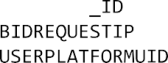 _ID
BIDREQUESTIP
USERPLATFORMUID